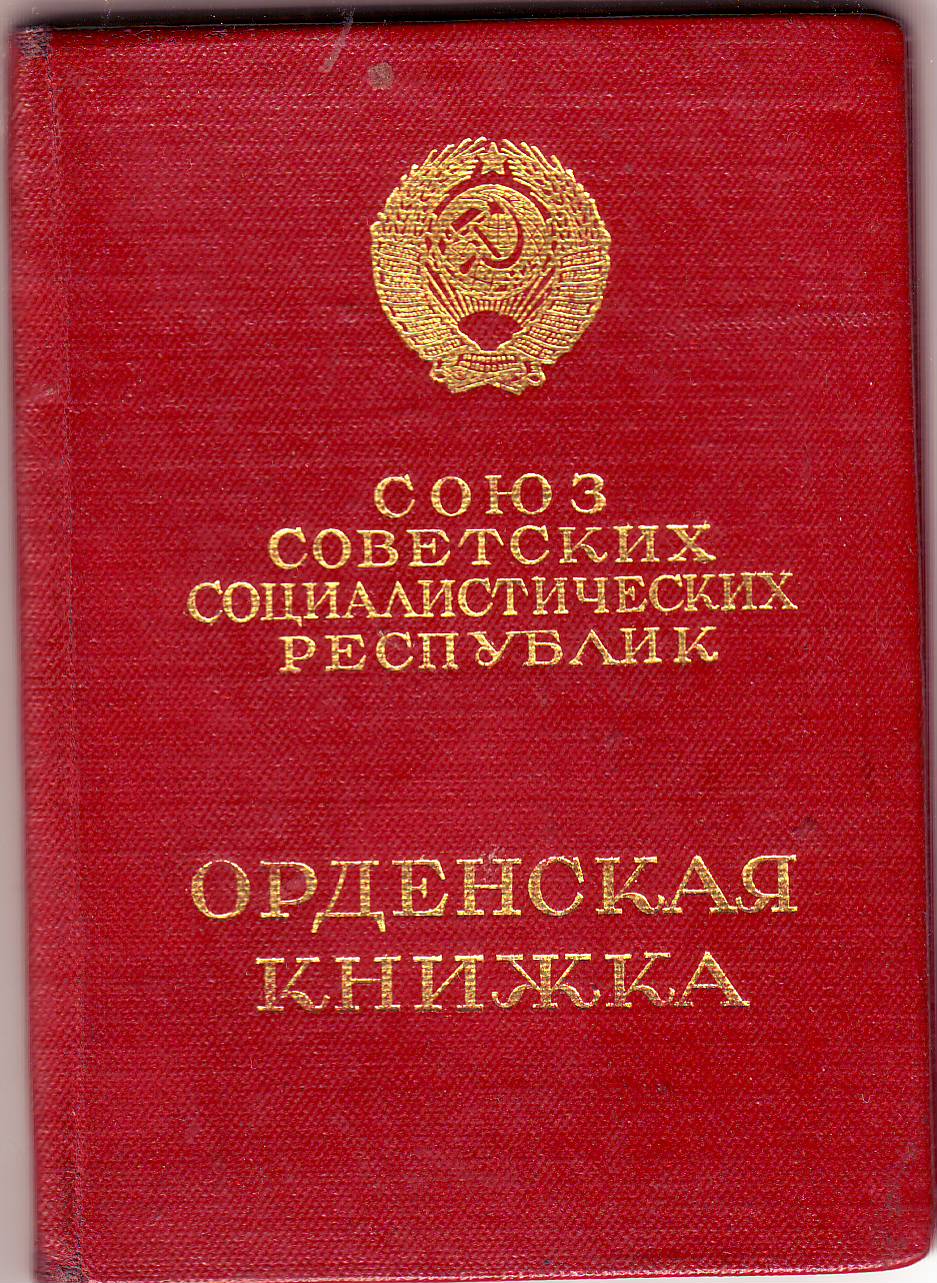 СОЮЗ
СОВЕТСКИХ
СОЦИАЛИСТИЧЕСКИХ
РЕСПУБЛИК
ОРДЕНСКАЯ
КНИЖКА